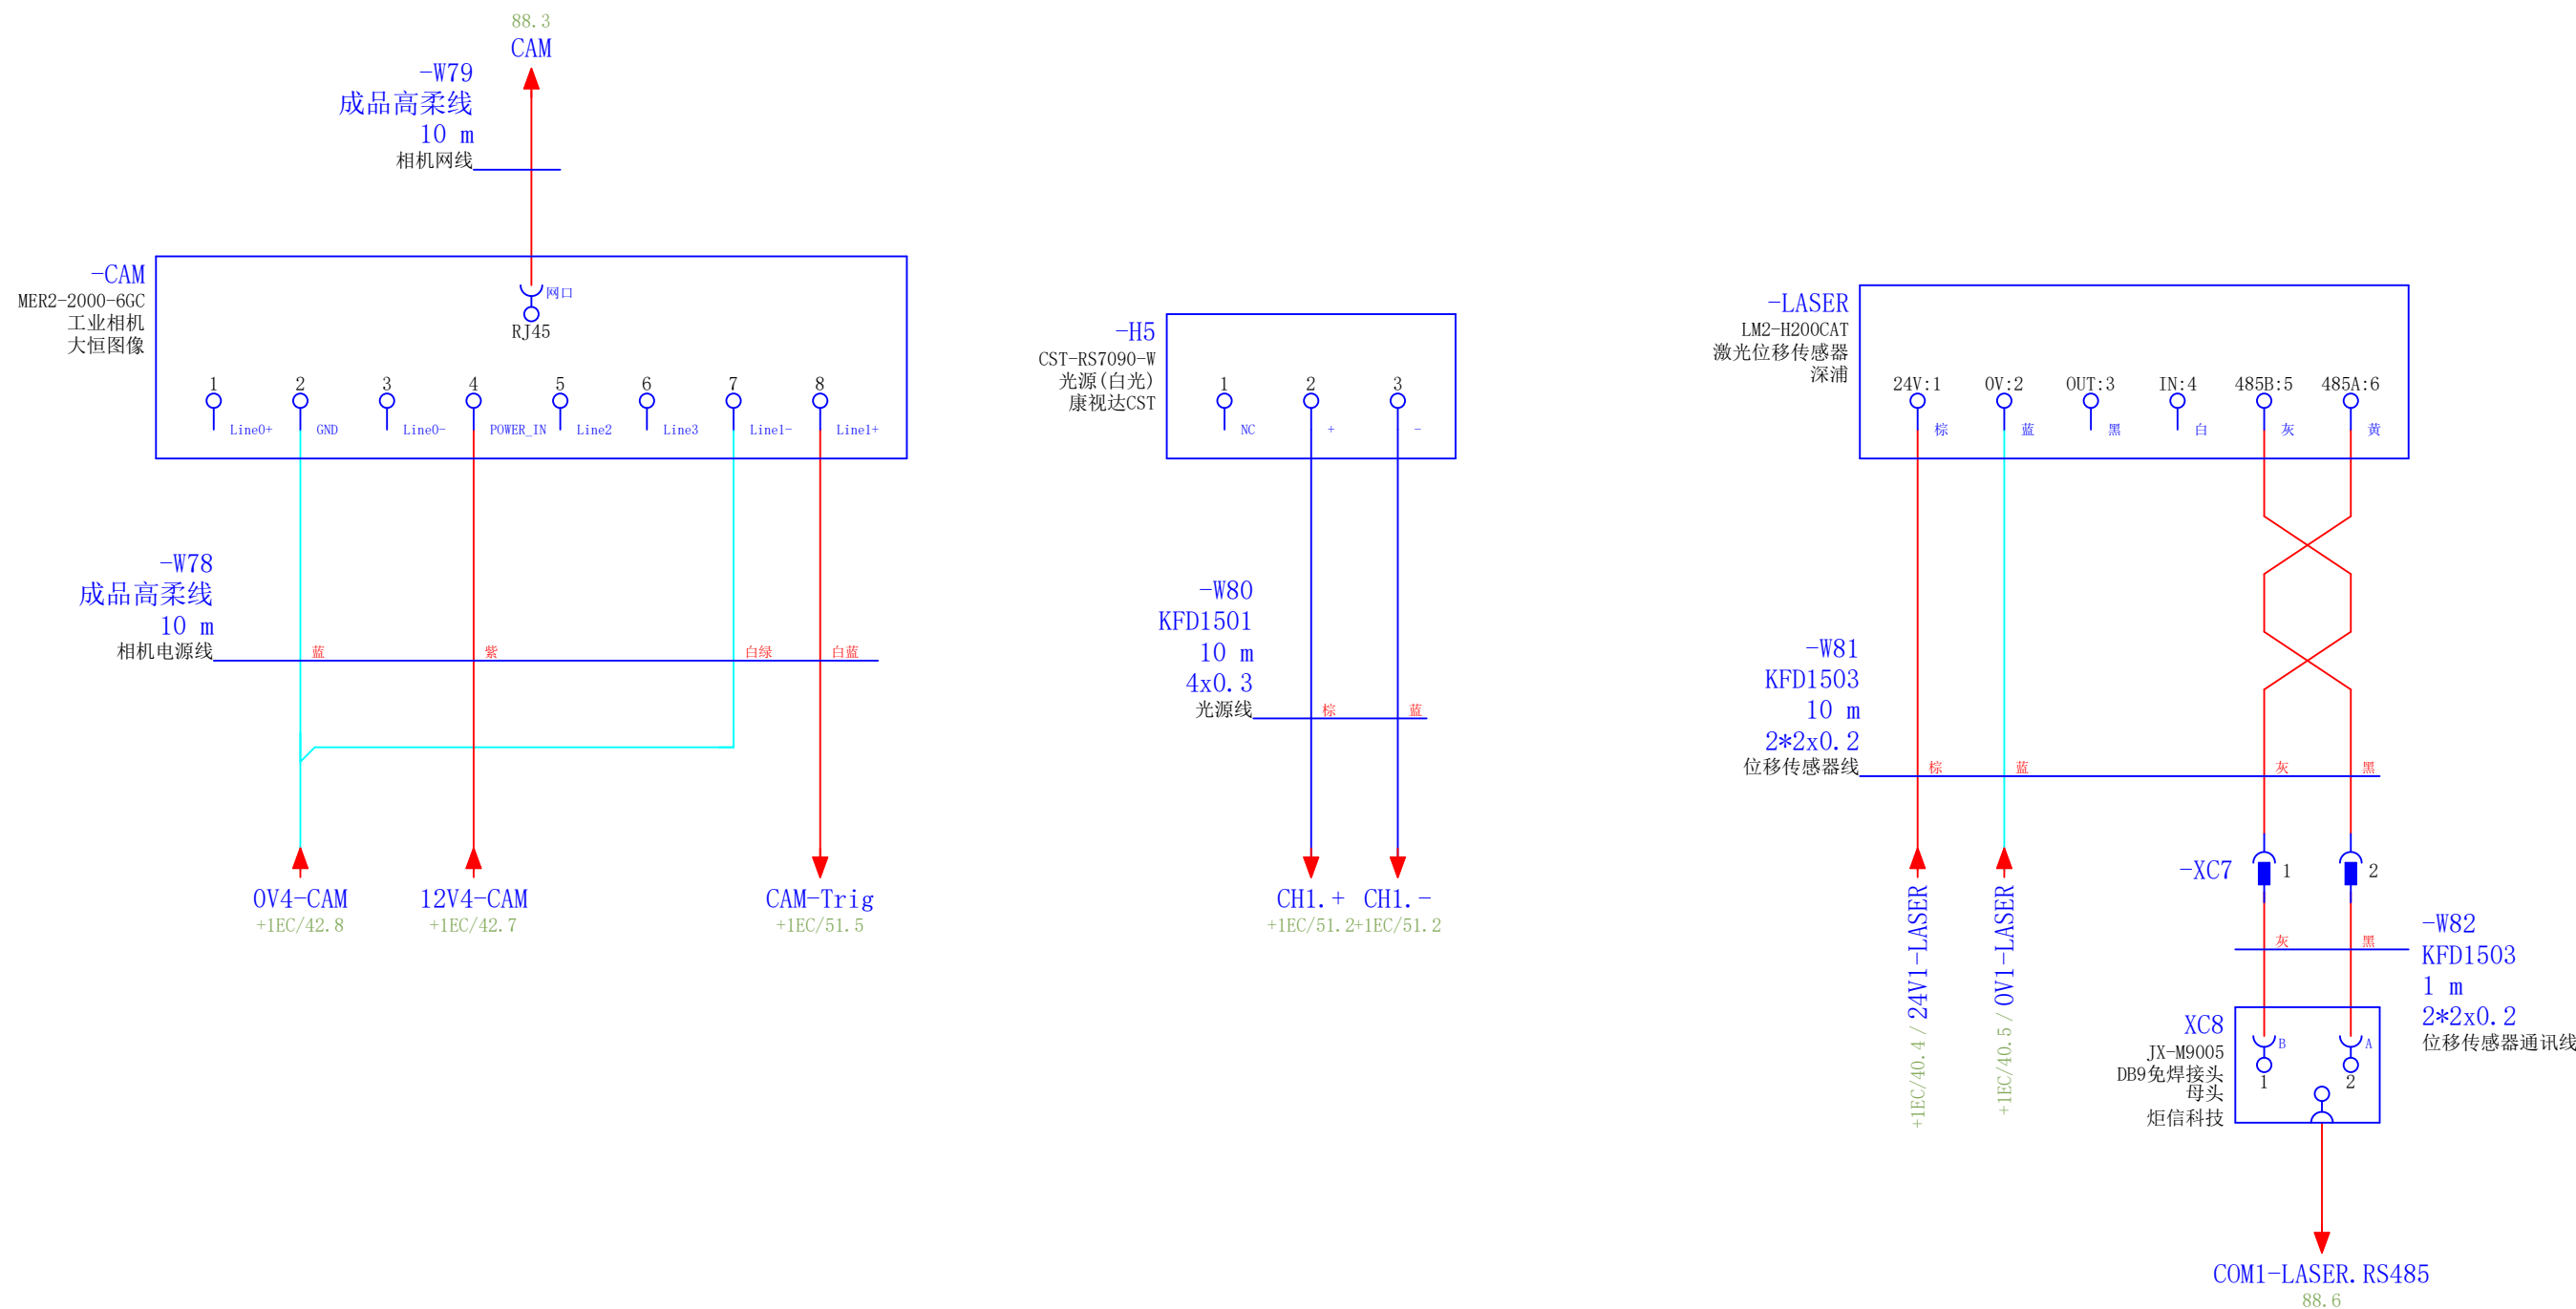 88.3
CAM
-W79
成品高柔线
10 m
相机网线
-CAM
MER2-2000-6GC
工业相机
大恒图像
网口
RJ45
1 2 3 4 5 6 7 8
Line0+ GND Line0- POWER_IN Line2 Line3 Line1- Line1+
-W78
成品高柔线
10 m
相机电源线
蓝 紫 白绿 白蓝
0V4-CAM 12V4-CAM CAM-Trig
+1EC/42.8 +1EC/42.7 +1EC/51.5
-H5
CST-RS7090-W
光源(白光)
康视达CST
1 2 3
NC + -
-W80
KFD1501
10 m
4x0.3
光源线
棕 蓝
CH1.+ CH1.-
+1EC/51.2 +1EC/51.2
-LASER
LM2-H200CAT
激光位移传感器
深浦
24V:1 0V:2 OUT:3 IN:4 485B:5 485A:6
棕 蓝 黑 白 灰 黄
-W81
KFD1503
10 m
2*2x0.2
位移传感器线
棕 蓝 灰 黑
+1EC/40.4 / 24V1-LASER
+1EC/40.5 / 0V1-LASER
-XC7 1 2
灰 黑
-W82
KFD1503
1 m
2*2x0.2
位移传感器通讯线
XC8
JX-M9005
DB9免焊接头
母头
炬信科技
B A
1 2
COM1-LASER.RS485
88.6